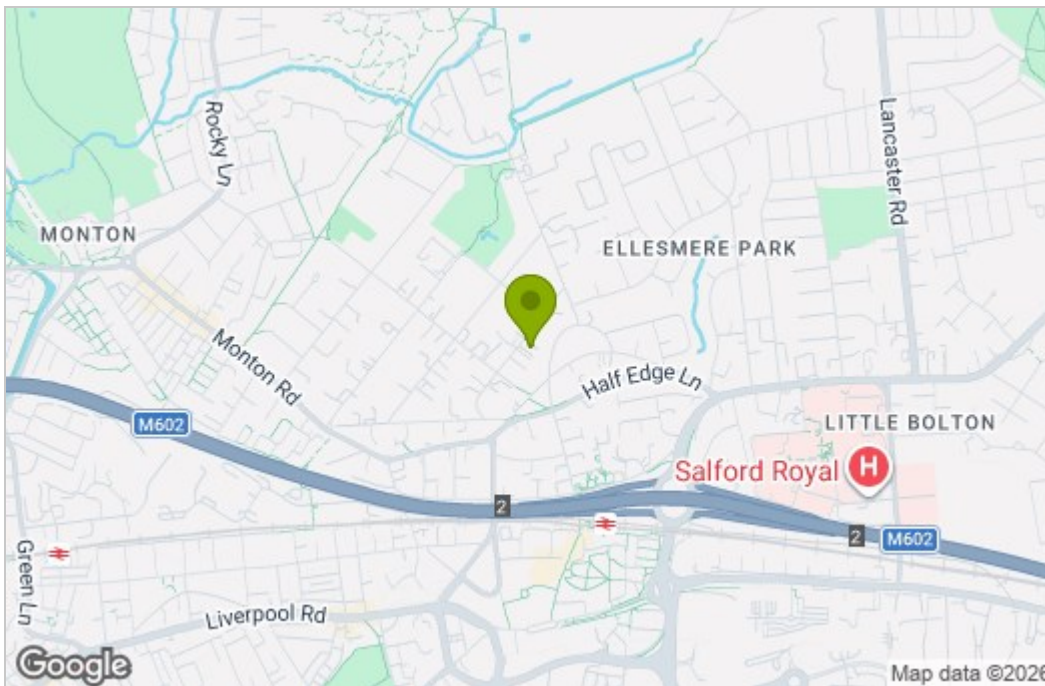 Rocky Ln
Lancaster Rd
MONTON
ELLESMERE PARK
Monton Rd
Half Edge Ln
M602
LITTLE BOLTON
Salford Royal
H
2
2
M602
Green Ln
Liverpool Rd
Google
Map data ©2026